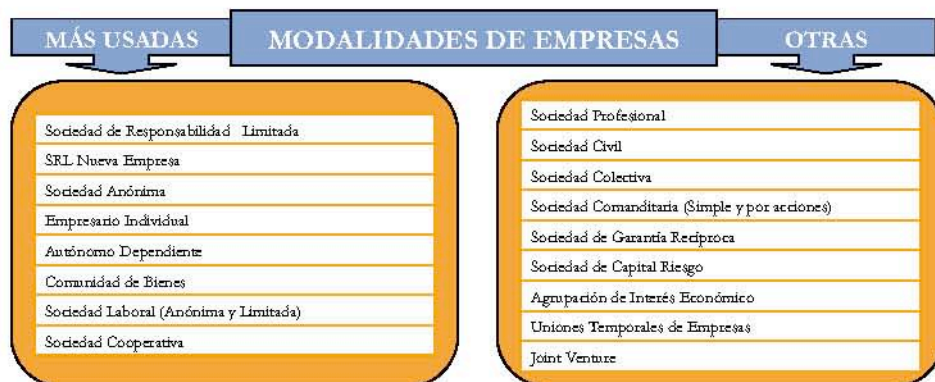 MÁS USADAS
MODALIDADES DE EMPRESAS
OTRAS
Sociedad de Responsabilidad Limitada
SRL Nueva Empresa
Sociedad Anónima
Empresario Individual
Autónomo Dependiente
Comunidad de Bienes
Sociedad Laboral (Anónima y Limitada)
Sociedad Cooperativa
Sociedad Profesional
Sociedad Civil
Sociedad Colectiva
Sociedad Comanditaria (Simple y por acciones)
Sociedad de Garantía Recíproca
Sociedad de Capital Riesgo
Agrupación de Interés Económico
Uniones Temporales de Empresas
Joint Venture